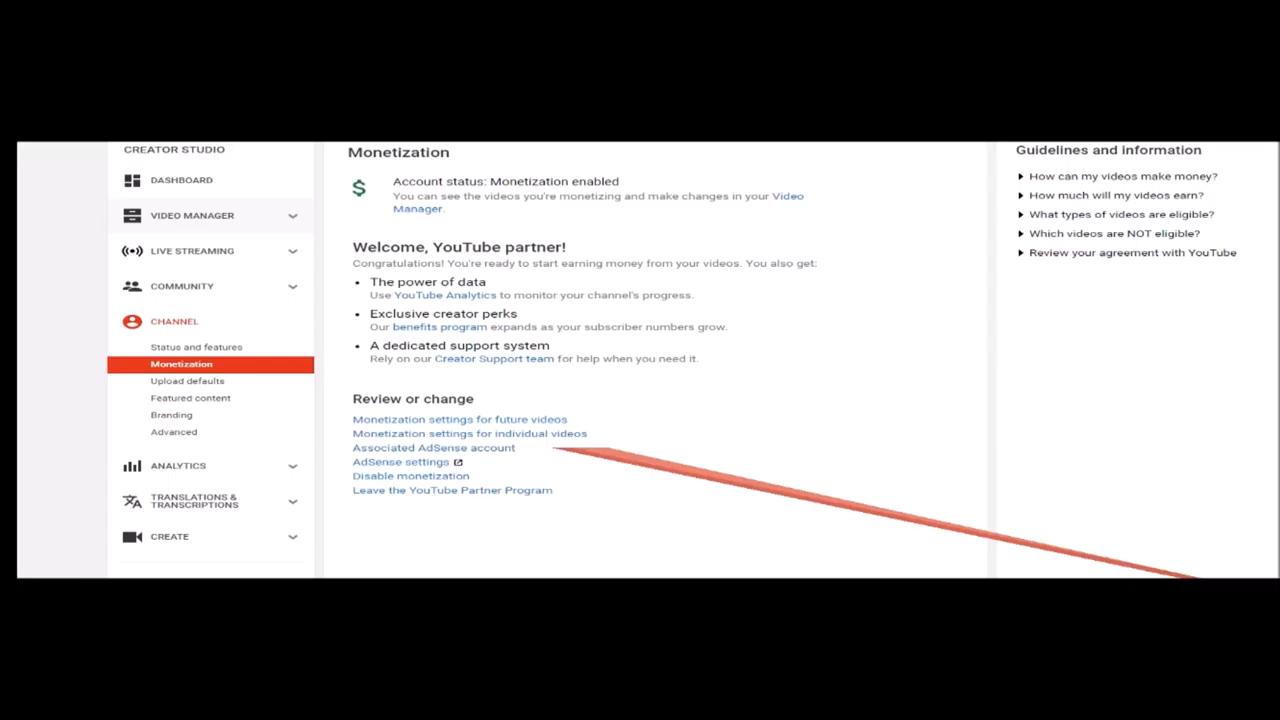 CREATOR STUDIO
DASHBOARD
VIDEO MANAGER
LIVE STREAMING
COMMUNITY
CHANNEL
Status and features
Monetization
Upload defaults
Featured content
Branding
Advanced
ANALYTICS
TRANSLATIONS &
TRANSCRIPTIONS
CREATE
Monetization
Account status: Monetization enabled
You can see the videos you're monetizing and make changes in your Video
Manager.
Welcome, YouTube partner!
Congratulations! You're ready to start earning money from your videos. You also get:
• The power of data
Use YouTube Analytics to monitor your channel's progress.
• Exclusive creator perks
Our benefits program expands as your subscriber numbers grow.
• A dedicated support system
Rely on our Creator Support team for help when you need it.
Review or change
Monetization settings for future videos
Monetization settings for individual videos
Associated AdSense account
AdSense settings
Disable monetization
Leave the YouTube Partner Program
Guidelines and information
How can my videos make money?
How much will my videos earn?
What types of videos are eligible?
Which videos are NOT eligible?
Review your agreement with YouTube